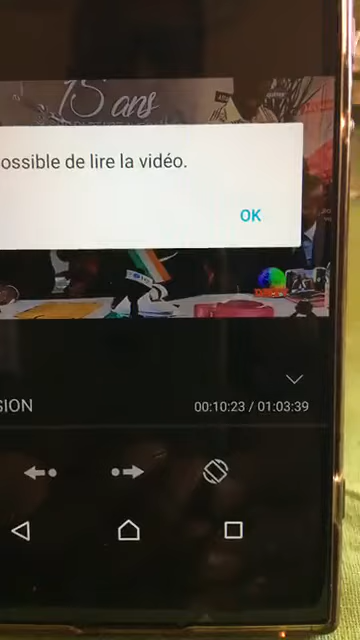 15 ans
ossible de lire la vidéo.
OK
SION
00:10:23 / 01:03:39